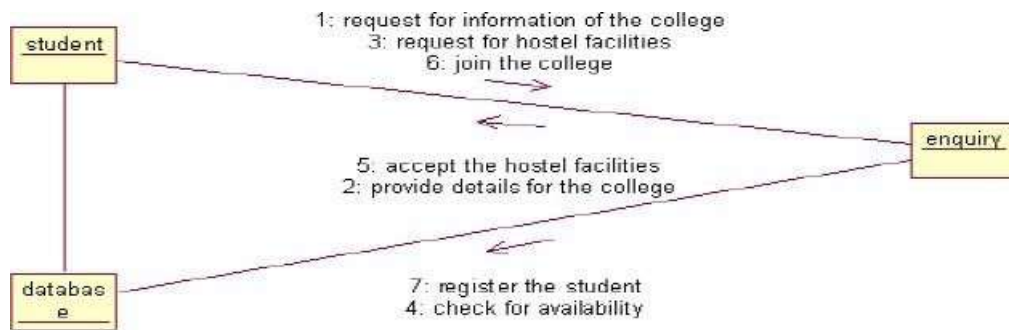 1: request for information of the college
3: request for hostel facilities
6: join the college
student
enquiry
5: accept the hostel facilities
2: provide details for the college
databas
e
7: register the student
4: check for availability